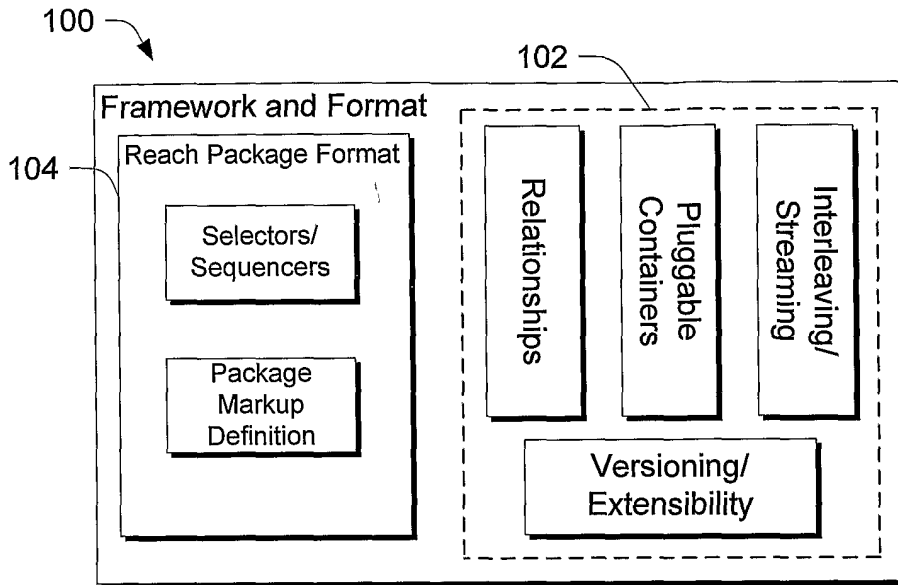 100
102
Framework and Format
104
Reach Package Format
Selectors/
Sequencers
Package
Markup
Definition
Relationships
Pluggable
Containers
Interleaving/
Streaming
Versioning/
Extensibility